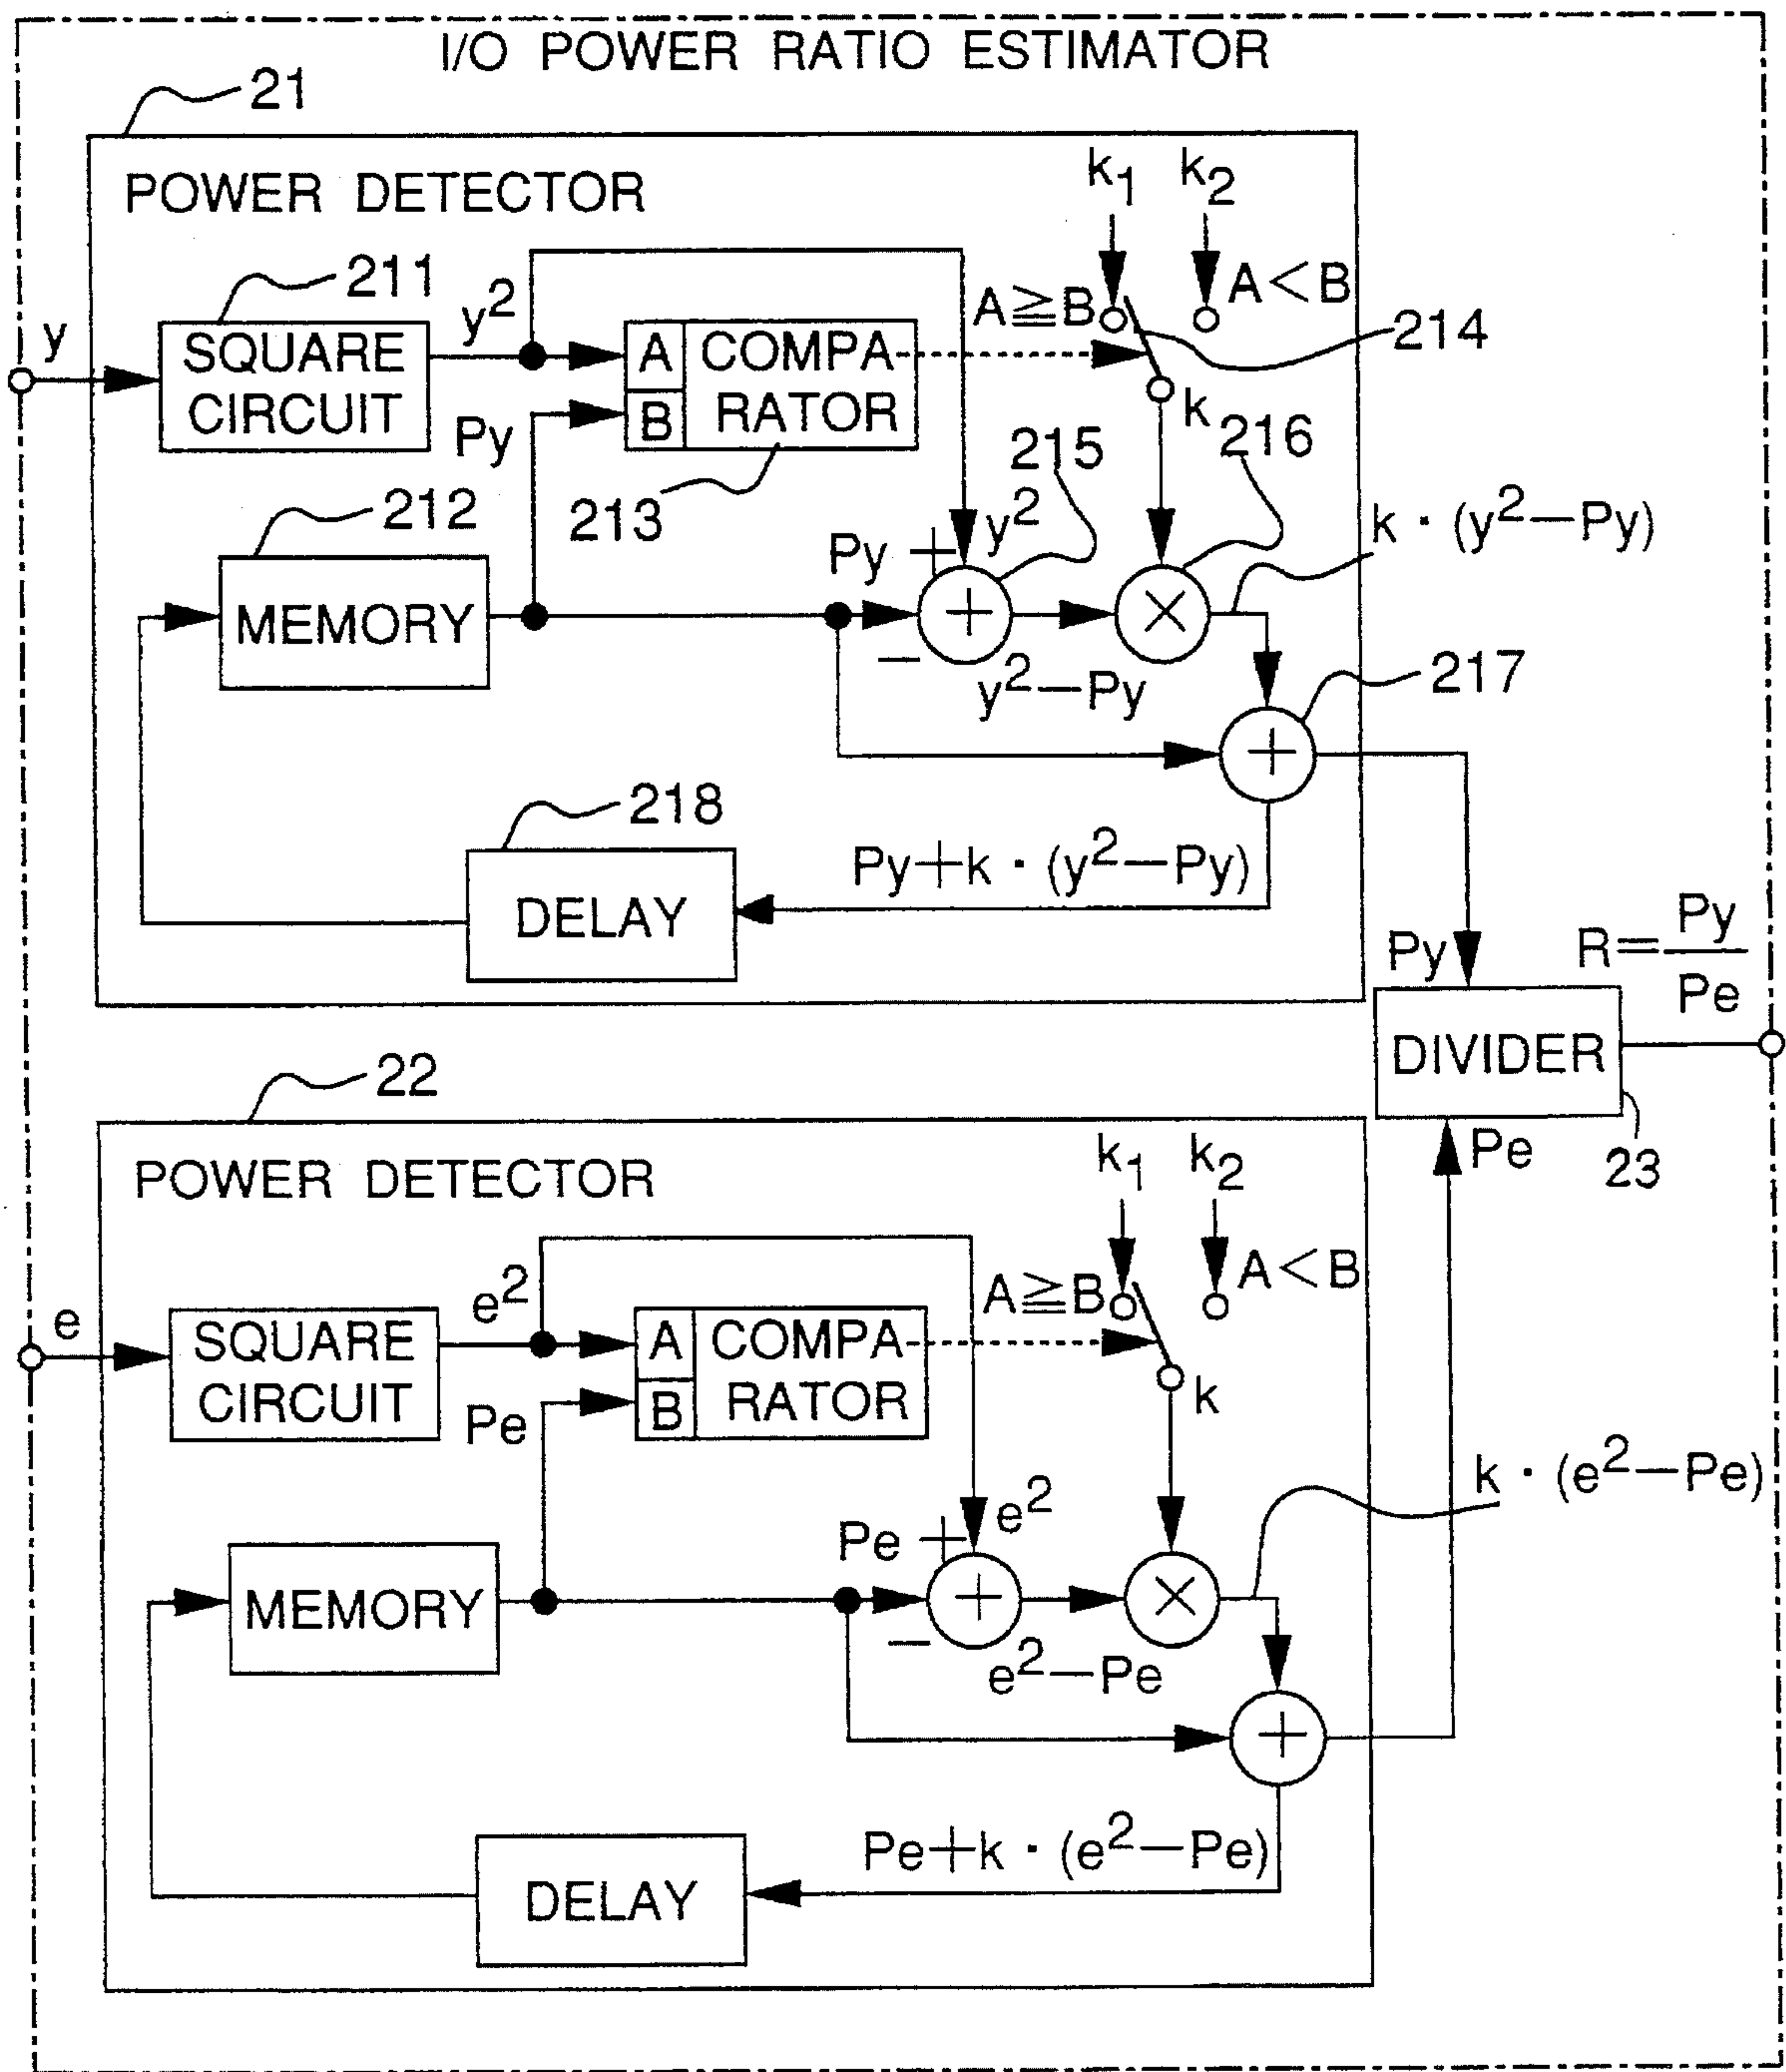 I/O POWER RATIO ESTIMATOR
21
POWER DETECTOR
k1 k2
211
y
SQUARE
CIRCUIT
y2
A COMPA
B RATOR
A≧B
A<B
214
Py
k
215
216
212
213
MEMORY
Py + y2
−
+
×
k · (y2−Py)
y2−Py
217
+
218
DELAY
Py+k · (y2−Py)
Py
R=Py/Pe
DIVIDER
23
Pe
22
POWER DETECTOR
k1 k2
e
SQUARE
CIRCUIT
e2
A COMPA
B RATOR
A≧B
A<B
Pe
k
MEMORY
Pe + e2
−
+
×
k · (e2−Pe)
e2−Pe
+
DELAY
Pe+k · (e2−Pe)